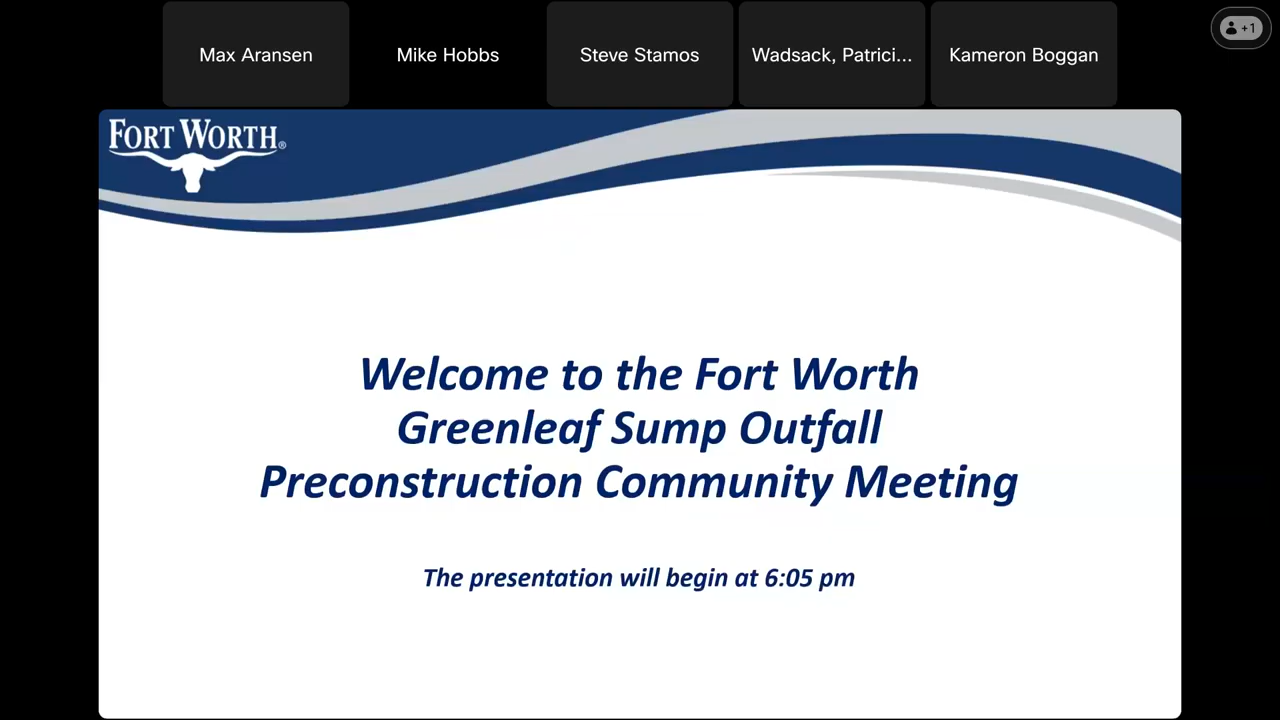 Max Aransen
Mike Hobbs
Steve Stamos
Wadsack, Patrici...
Kameron Boggan
+1
FORT WORTH®
Welcome to the Fort Worth
Greenleaf Sump Outfall
Preconstruction Community Meeting
The presentation will begin at 6:05 pm